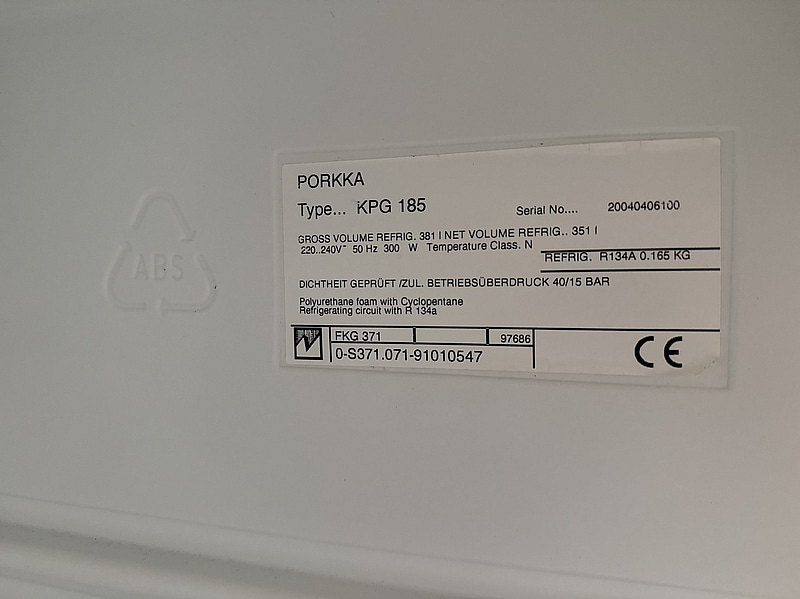 PORKKA
Type... KPG 185
Serial No.... 20040406100
GROSS VOLUME REFRIG. 381 l NET VOLUME REFRIG.. 351 l
220..240V~ 50 Hz 300 W Temperature Class. N
REFRIG. R134A 0.165 KG
DICHTHEIT GEPRÜFT /ZUL. BETRIEBSÜBERDRUCK 40/15 BAR
Polyurethane foam with Cyclopentane
Refrigerating circuit with R 134a
FKG 371 97686
0-S371.071-91010547
CE
ABS